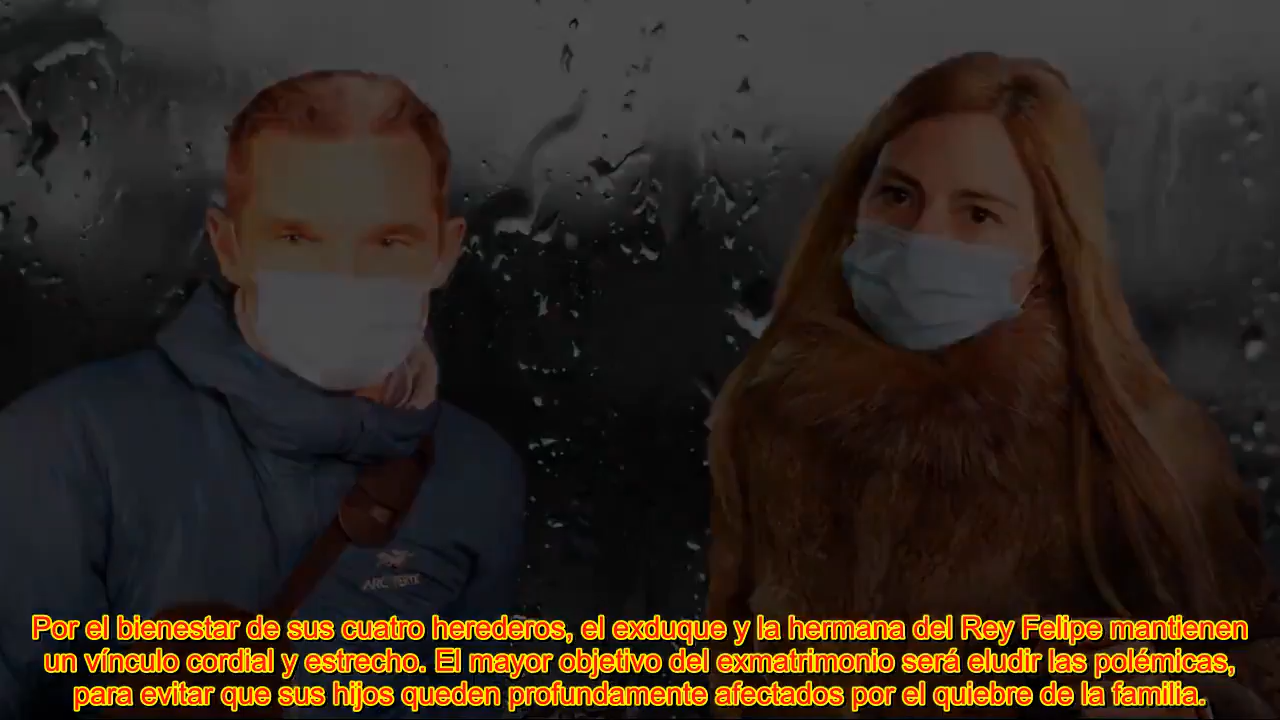 ARC'TERYX
Por el bienestar de sus cuatro herederos, el exduque y la hermana del Rey Felipe mantienen
un vínculo cordial y estrecho. El mayor objetivo del exmatrimonio será eludir las polémicas,
para evitar que sus hijos queden profundamente afectados por el quiebre de la familia.